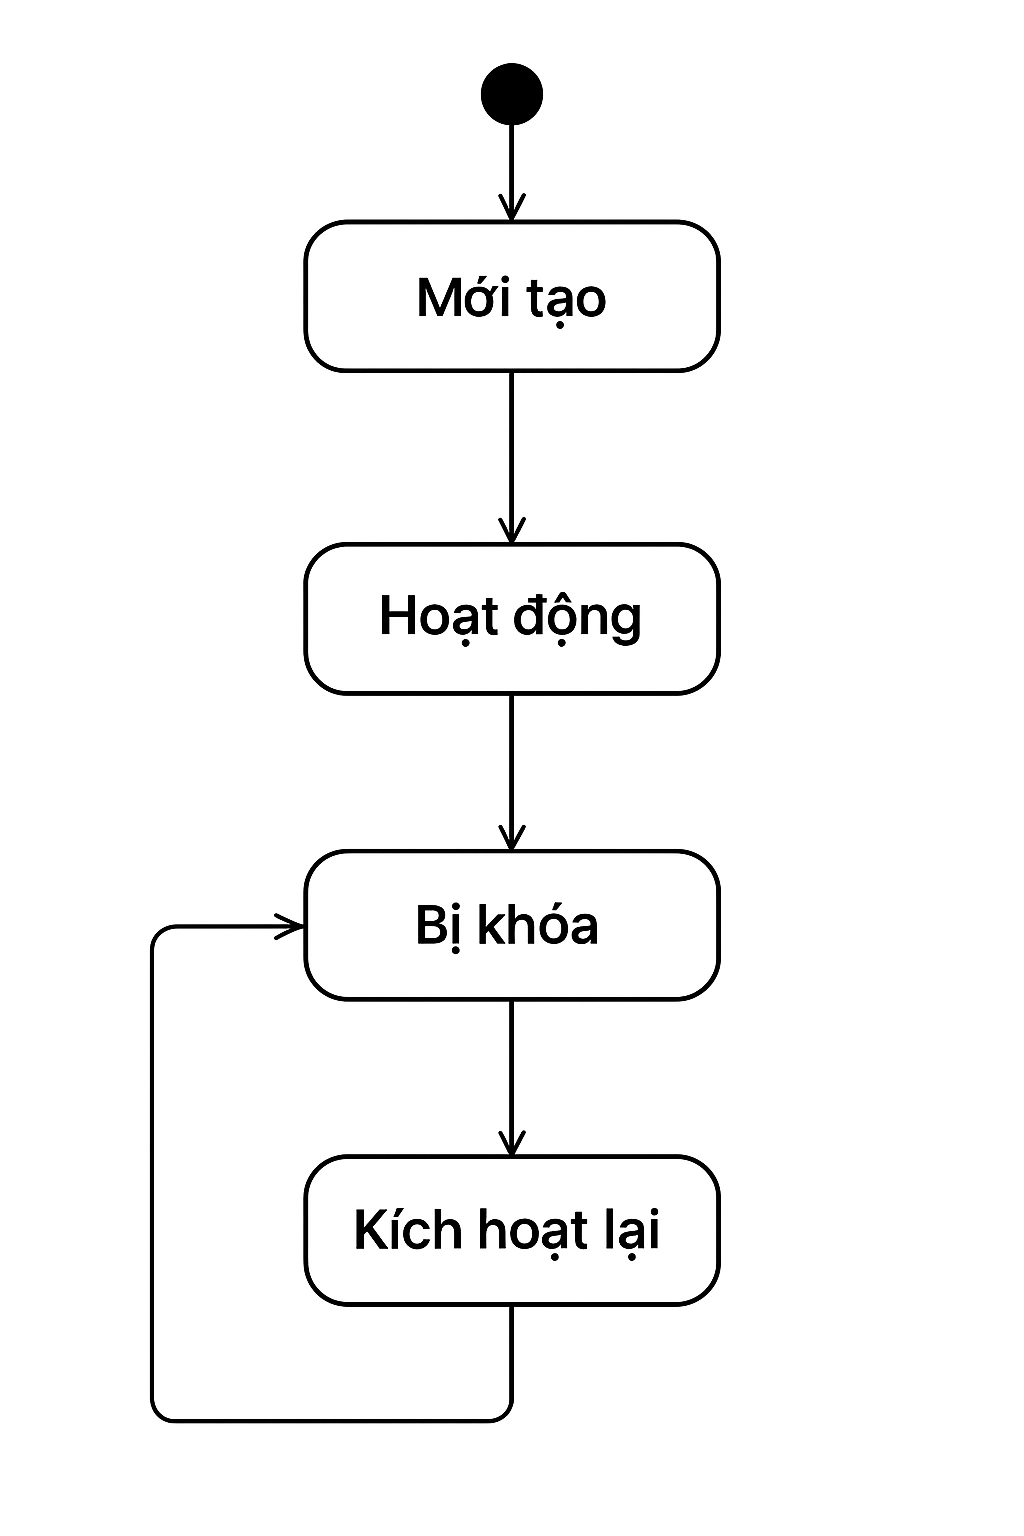 Mới tạo
Hoạt động
Bị khóa
Kích hoạt lại